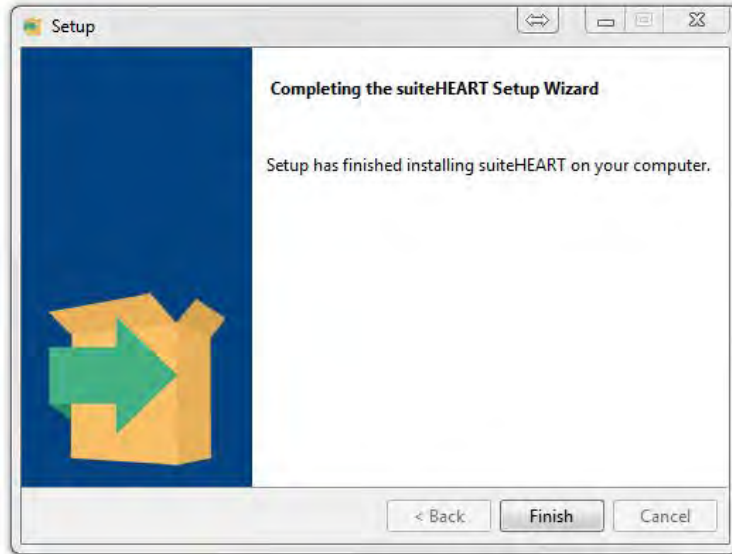 Setup
Completing the suiteHEART Setup Wizard
Setup has finished installing suiteHEART on your computer.
< Back
Finish
Cancel